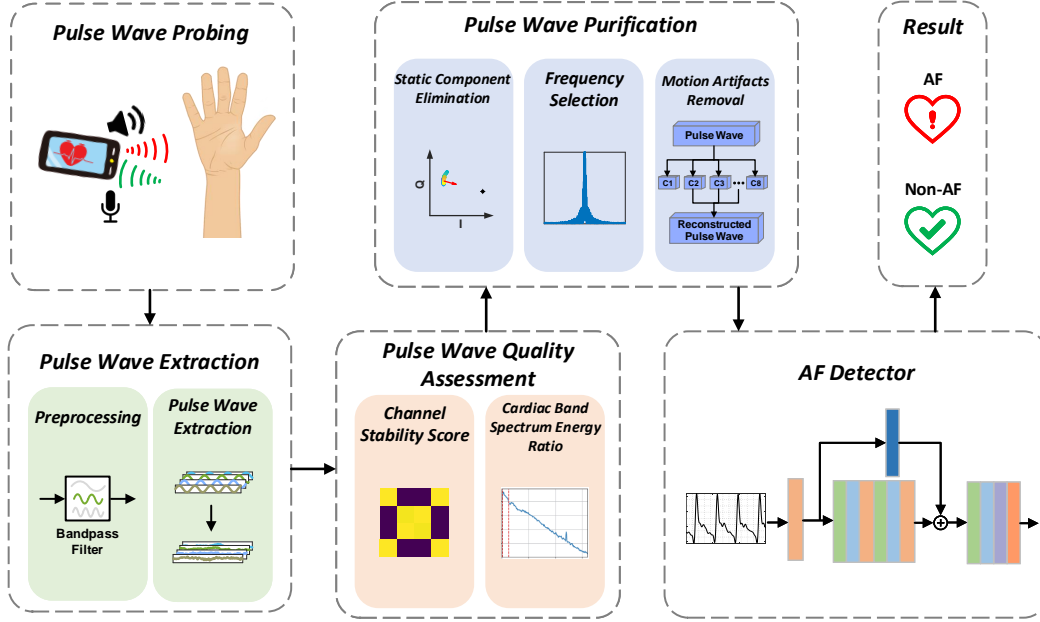 Pulse Wave Probing
Pulse Wave Extraction
Preprocessing
Bandpass
Filter
Pulse Wave
Extraction
Pulse Wave Quality
Assessment
Channel
Stability Score
Cardiac Band
Spectrum Energy
Ratio
Pulse Wave Purification
Static Component
Elimination
Q
I
Frequency
Selection
Motion Artifacts
Removal
Pulse Wave
C1 C2 C3 ••• C8
Reconstructed
Pulse Wave
AF Detector
Result
AF
Non-AF